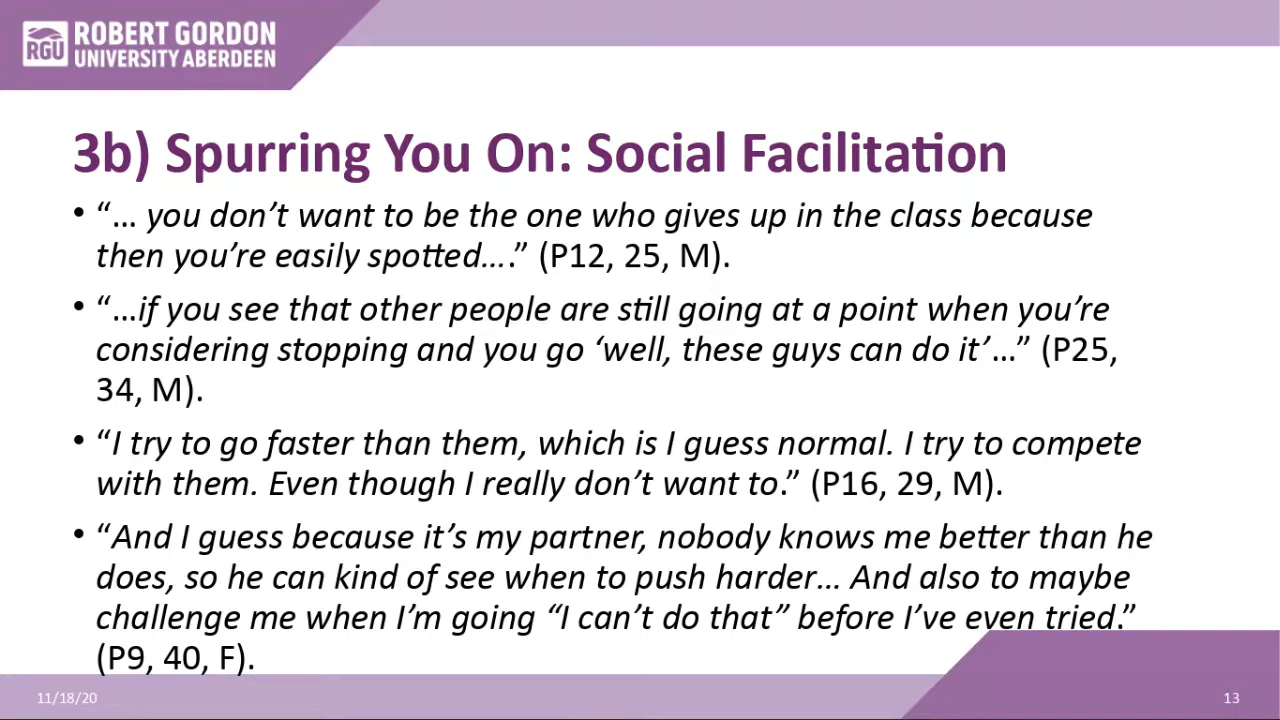 RGU
ROBERT GORDON
UNIVERSITY ABERDEEN
3b) Spurring You On: Social Facilitation
• “… you don’t want to be the one who gives up in the class because
then you’re easily spotted….” (P12, 25, M).
• “…if you see that other people are still going at a point when you’re
considering stopping and you go ‘well, these guys can do it’…” (P25,
34, M).
• “I try to go faster than them, which is I guess normal. I try to compete
with them. Even though I really don’t want to.” (P16, 29, M).
• “And I guess because it’s my partner, nobody knows me better than he
does, so he can kind of see when to push harder… And also to maybe
challenge me when I’m going “I can’t do that” before I’ve even tried.”
(P9, 40, F).
11/18/20
13